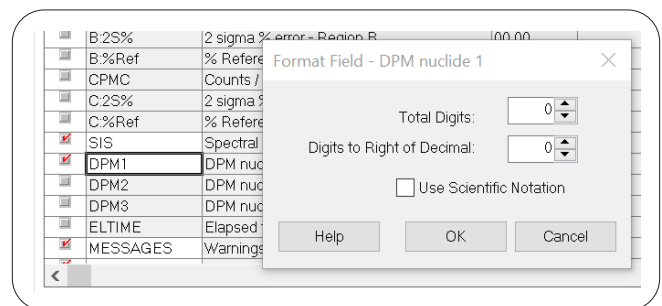 B:2S% 2 sigma % error - Region B 00.00
B:%Ref % Refere
CPMC Counts /
C:2S% 2 sigma %
C:%Ref % Refere
SIS Spectral
DPM1 DPM nuc
DPM2 DPM nuc
DPM3 DPM nuc
ELTIME Elapsed
MESSAGES Warnings
Format Field - DPM nuclide 1
Total Digits: 0
Digits to Right of Decimal: 0
Use Scientific Notation
Help OK Cancel